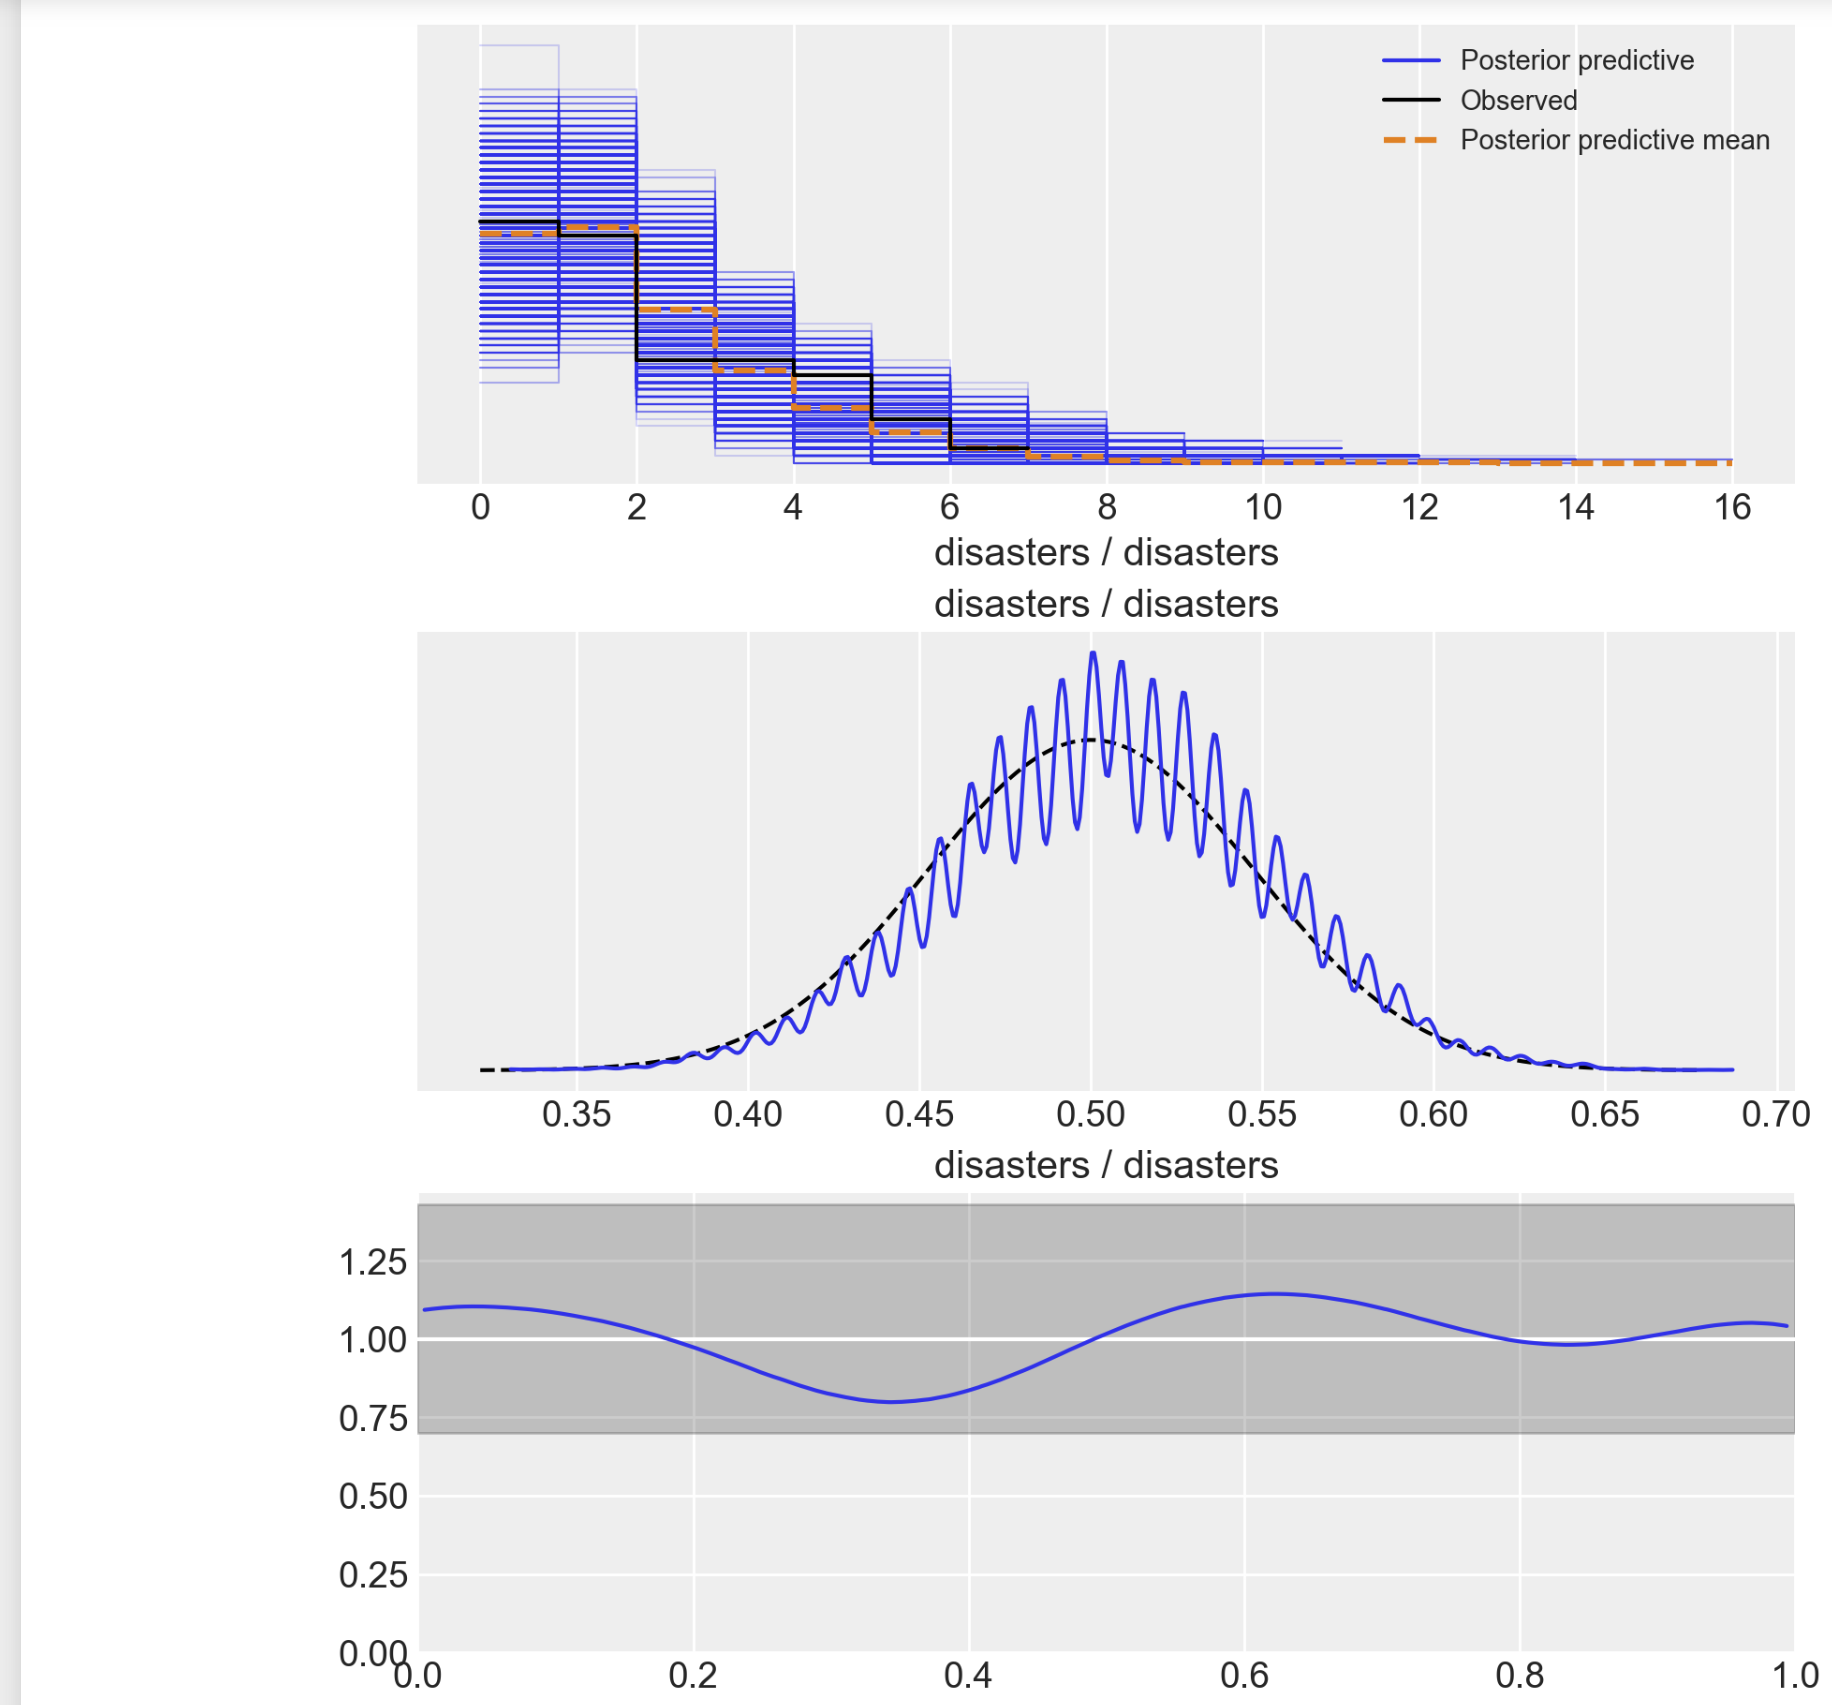 Posterior predictive
Observed
Posterior predictive mean
0 2 4 6 8 10 12 14 16
disasters / disasters
disasters / disasters
0.35 0.40 0.45 0.50 0.55 0.60 0.65 0.70
disasters / disasters
1.25
1.00
0.75
0.50
0.25
0.00
0.0 0.2 0.4 0.6 0.8 1.0